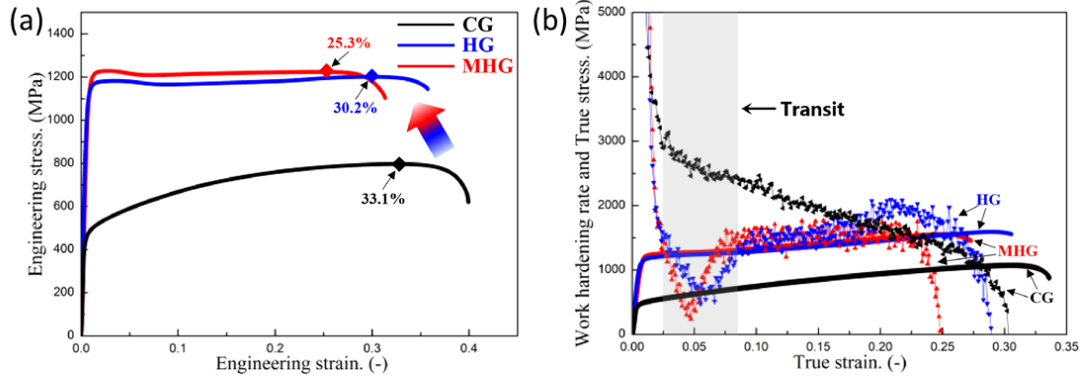 (a)
Engineering stress. (MPa)
1400
1200
1000
800
600
400
200
0
0.0
0.1
0.2
0.3
0.4
Engineering strain. (-)
CG
HG
MHG
25.3%
30.2%
33.1%
(b)
Work hardening rate and True stress. (MPa)
5000
4000
3000
2000
1000
0
0.00
0.05
0.10
0.15
0.20
0.25
0.30
0.35
True strain. (-)
Transit
HG
MHG
CG